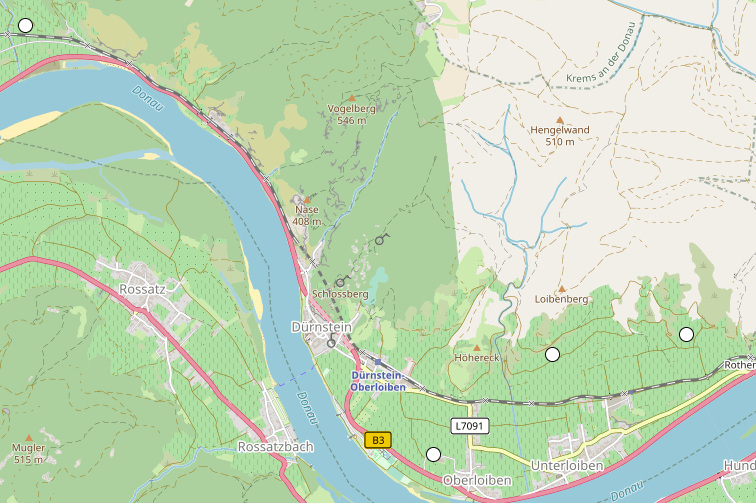 Krems an der Donau
Donau
Vogelberg
546 m
Hengelwand
510 m
Nase
408 m
Rossatz
Schlossberg
Loibenberg
Dürnstein
Höhereck
Rother
Dürnstein-
Oberloiben
Donau
L7091
B3
Mugler
515 m
Rossatzbach
Unterloiben
Hund
Oberloiben
Donau